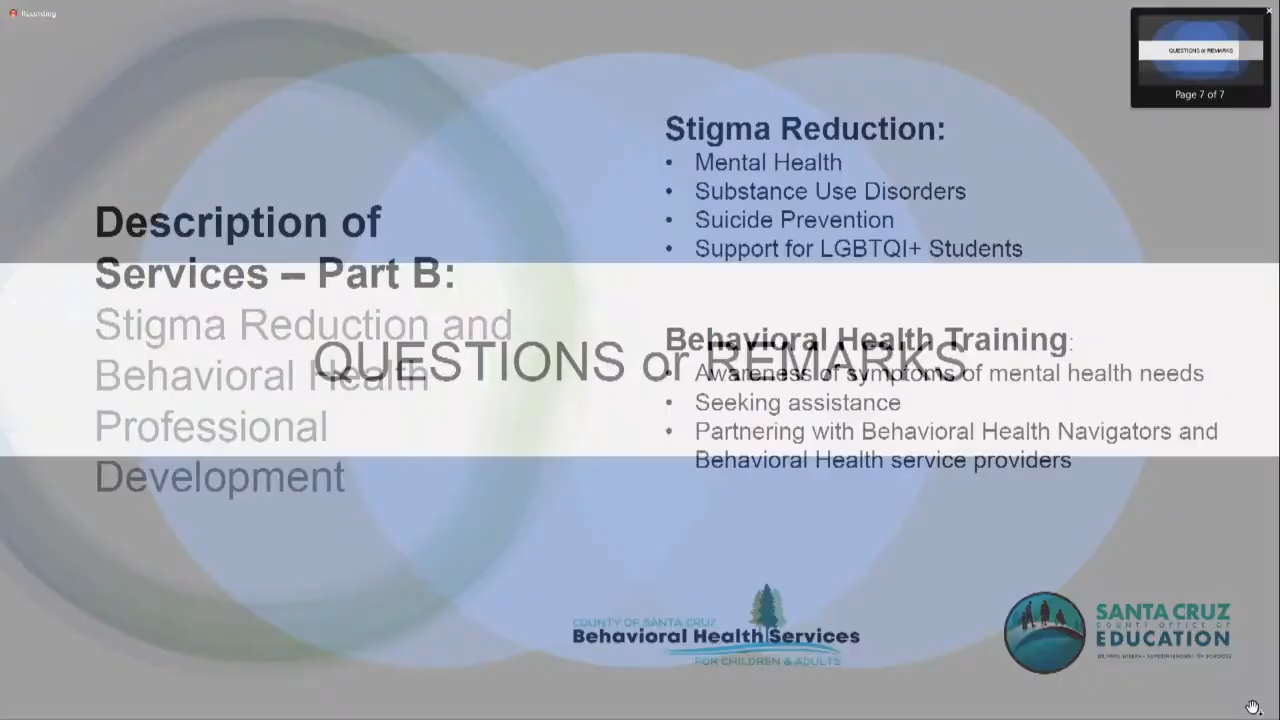 Recording
QUESTIONS or REMARKS
Page 7 of 7
Description of
Services – Part B:
Stigma Reduction and
Behavioral Health
Professional
Development
Stigma Reduction:
• Mental Health
• Substance Use Disorders
• Suicide Prevention
• Support for LGBTQI+ Students
QUESTIONS or REMARKS
Behavioral Health Training:
• Awareness of symptoms of mental health needs
• Seeking assistance
• Partnering with Behavioral Health Navigators and
Behavioral Health service providers
COUNTY OF SANTA CRUZ
Behavioral Health Services
FOR CHILDREN & ADULTS
SANTA CRUZ
COUNTY OFFICE OF
EDUCATION